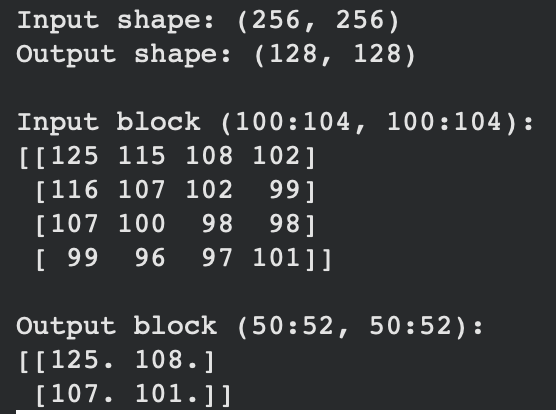 Input shape: (256, 256)
Output shape: (128, 128)

Input block (100:104, 100:104):
[[125 115 108 102]
 [116 107 102  99]
 [107 100  98  98]
 [ 99  96  97 101]]

Output block (50:52, 50:52):
[[125. 108.]
 [107. 101.]]